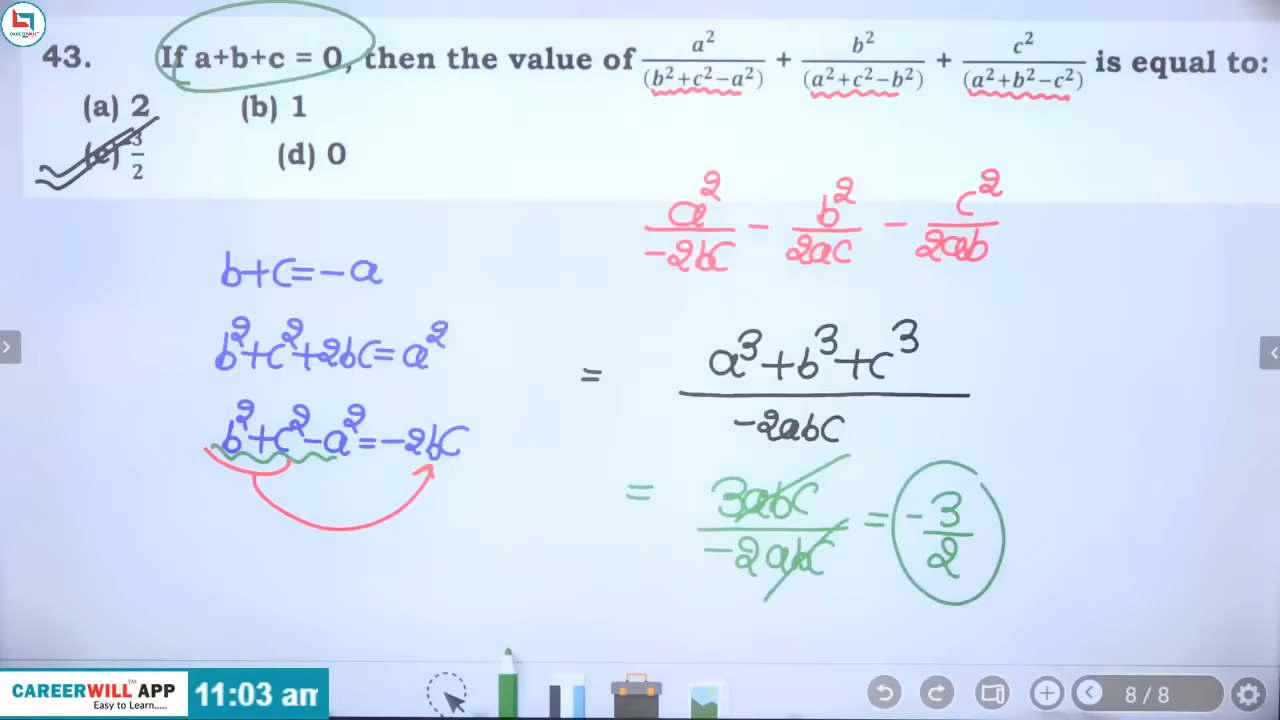 CAREERWILL
43. If a+b+c = 0, then the value of a²/(b²+c²−a²) + b²/(a²+c²−b²) + c²/(a²+b²−c²) is equal to:
(a) 2 (b) 1
(c) −3/2 (d) 0
a²/−2bc − b²/2ac − c²/2ab
b+c=−a
b²+c²+2bc=a²
= a³+b³+c³/−2abc
b²+c²−a²=−2bc
= 3abc/−2abc = −3/2
CAREERWILL™ APP
Easy to Learn.....
11:03 am
8 / 8